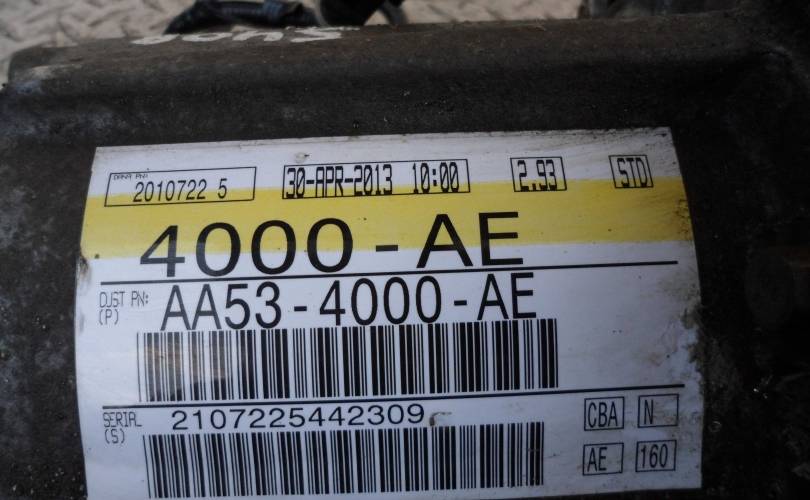 DANA PN: 2010722 5 30-APR-2013 10:00 2.93 STD
4000-AE
CUST PN: (P) AA53-4000-AE
SERIAL (S) 2107225442309
CBA N
AE 160